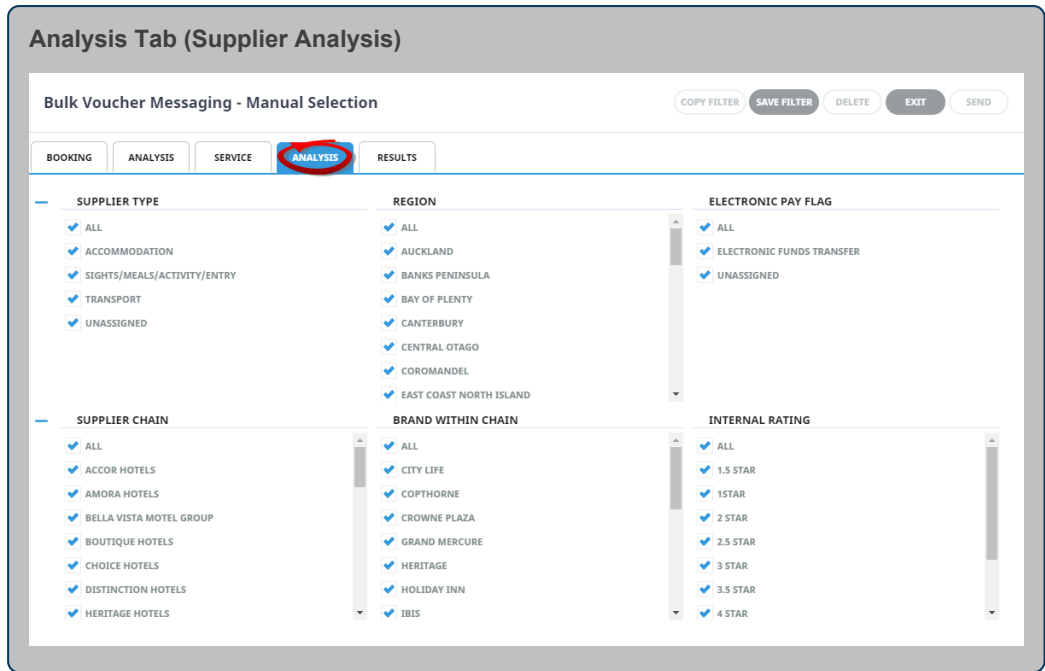 Analysis Tab (Supplier Analysis)
Bulk Voucher Messaging - Manual Selection
COPY FILTER SAVE FILTER DELETE EXIT SEND
BOOKING ANALYSIS SERVICE ANALYSIS RESULTS
SUPPLIER TYPE
ALL
ACCOMMODATION
SIGHTS/MEALS/ACTIVITY/ENTRY
TRANSPORT
UNASSIGNED
REGION
ALL
AUCKLAND
BANKS PENINSULA
BAY OF PLENTY
CANTERBURY
CENTRAL OTAGO
COROMANDEL
EAST COAST NORTH ISLAND
ELECTRONIC PAY FLAG
ALL
ELECTRONIC FUNDS TRANSFER
UNASSIGNED
SUPPLIER CHAIN
ALL
ACCOR HOTELS
AMORA HOTELS
BELLA VISTA MOTEL GROUP
BOUTIQUE HOTELS
CHOICE HOTELS
DISTINCTION HOTELS
HERITAGE HOTELS
BRAND WITHIN CHAIN
ALL
CITY LIFE
COPTHORNE
CROWNE PLAZA
GRAND MERCURE
HERITAGE
HOLIDAY INN
IBIS
INTERNAL RATING
ALL
1.5 STAR
1STAR
2 STAR
2.5 STAR
3 STAR
3.5 STAR
4 STAR